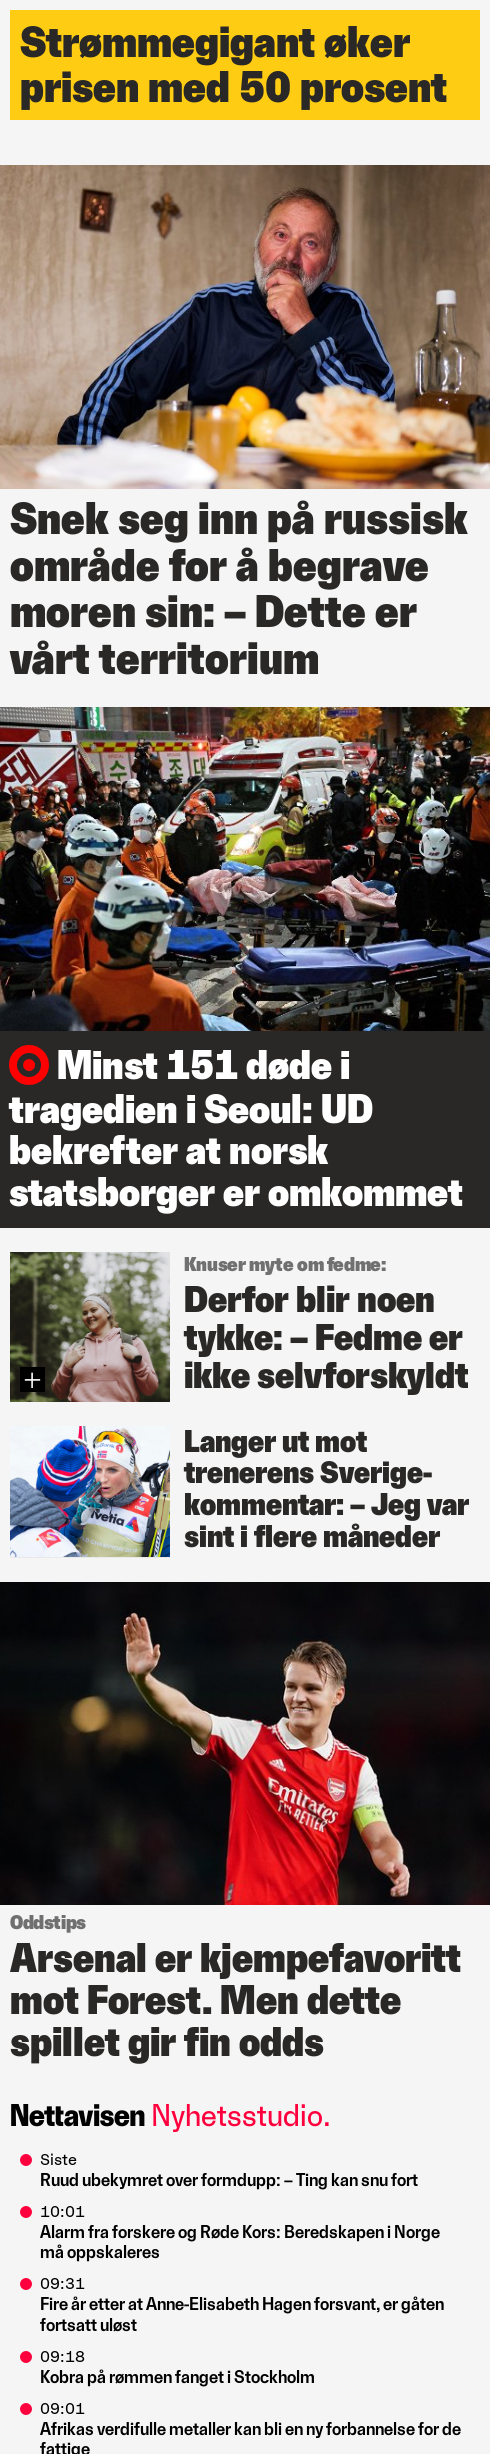 Strømmegigant øker
prisen med 50 prosent
Snek seg inn på russisk
område for å begrave
moren sin: – Dette er
vårt territorium
Minst 151 døde i
tragedien i Seoul: UD
bekrefter at norsk
statsborger er omkommet
Knuser myte om fedme:
Derfor blir noen
tykke: – Fedme er
ikke selvforskyldt
Langer ut mot
trenerens Sverige-
kommentar: – Jeg var
sint i flere måneder
Helvetia
Emirates
FLY BETTER
Oddstips
Arsenal er kjempefavoritt
mot Forest. Men dette
spillet gir fin odds
Nettavisen Nyhetsstudio.
Siste
Ruud ubekymret over formdupp: – Ting kan snu fort
10:01
Alarm fra forskere og Røde Kors: Beredskapen i Norge
må oppskaleres
09:31
Fire år etter at Anne-Elisabeth Hagen forsvant, er gåten
fortsatt uløst
09:18
Kobra på rømmen fanget i Stockholm
09:01
Afrikas verdifulle metaller kan bli en ny forbannelse for de
fattige